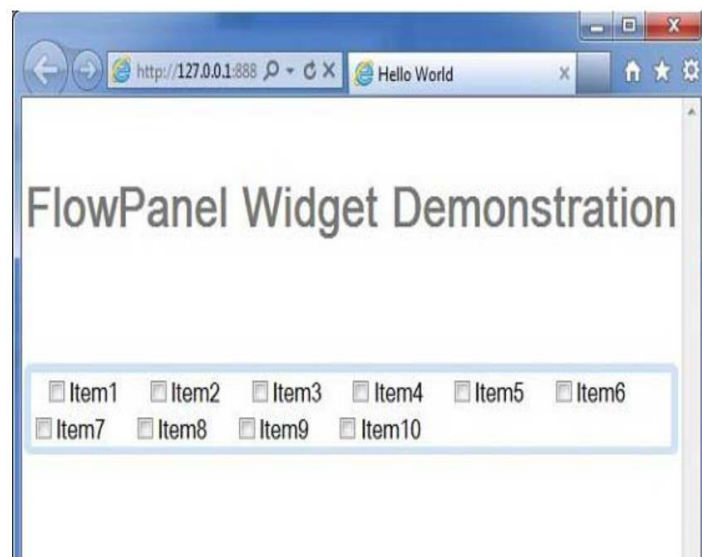 http://127.0.0.1:888
Hello World
FlowPanel Widget Demonstration
Item1 Item2 Item3 Item4 Item5 Item6
Item7 Item8 Item9 Item10